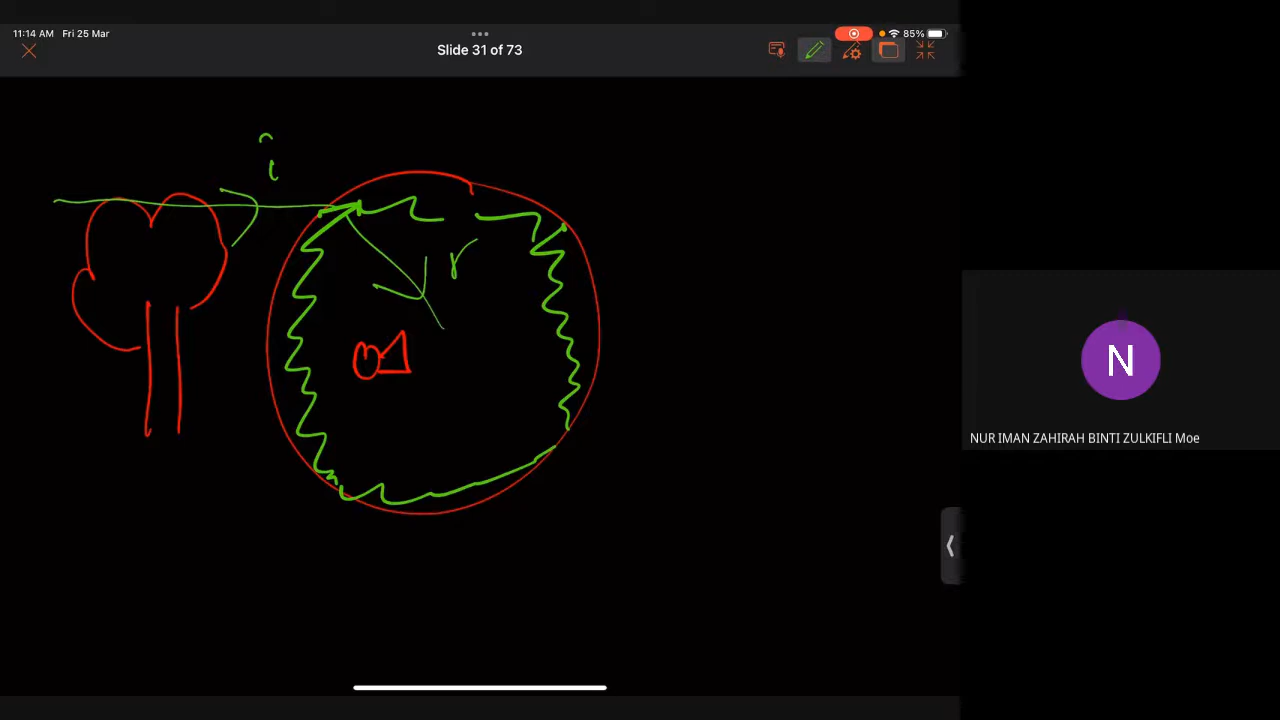 11:14 AM Fri 25 Mar
85%
Slide 31 of 73
î
r
N
NUR IMAN ZAHIRAH BINTI ZULKIFLI Moe